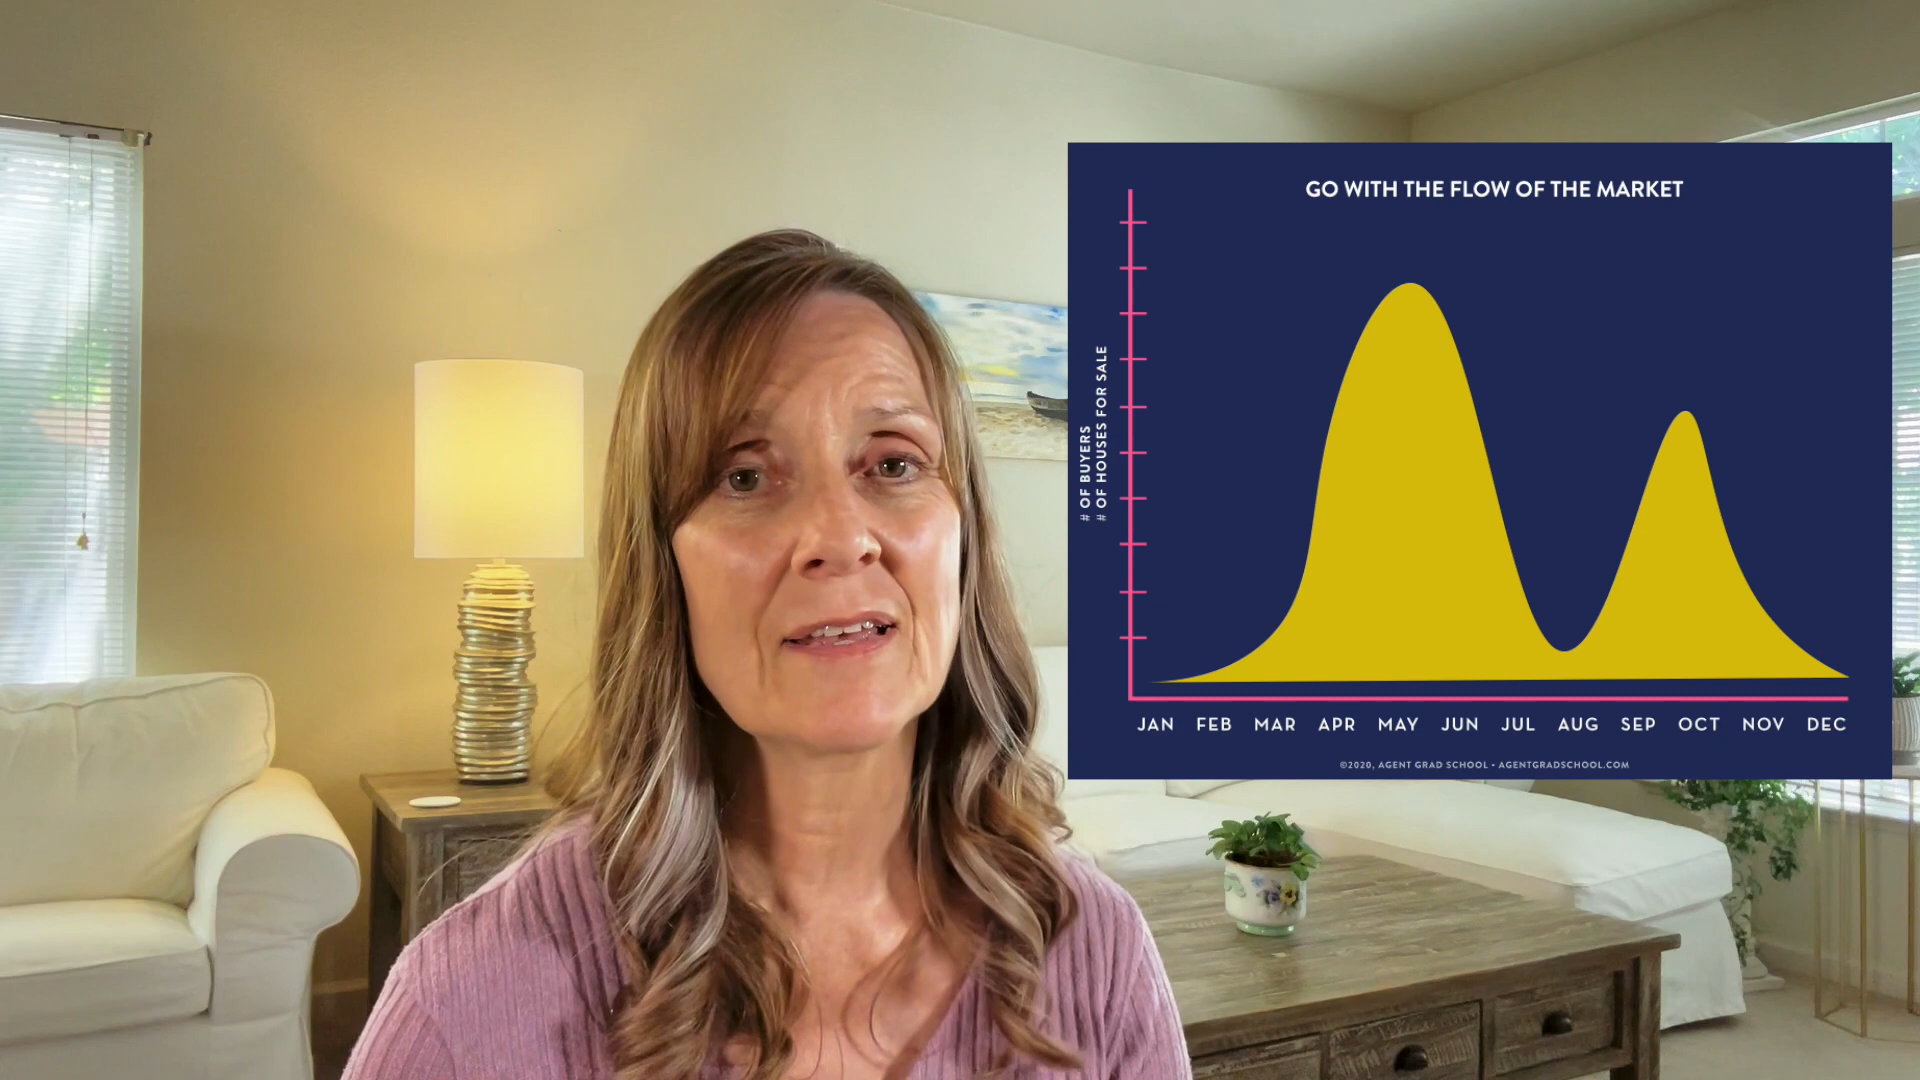 GO WITH THE FLOW OF THE MARKET
# OF BUYERS
# OF HOUSES FOR SALE
JAN FEB MAR APR MAY JUN JUL AUG SEP OCT NOV DEC
©2020, AGENT GRAD SCHOOL • AGENTGRADSCHOOL.COM